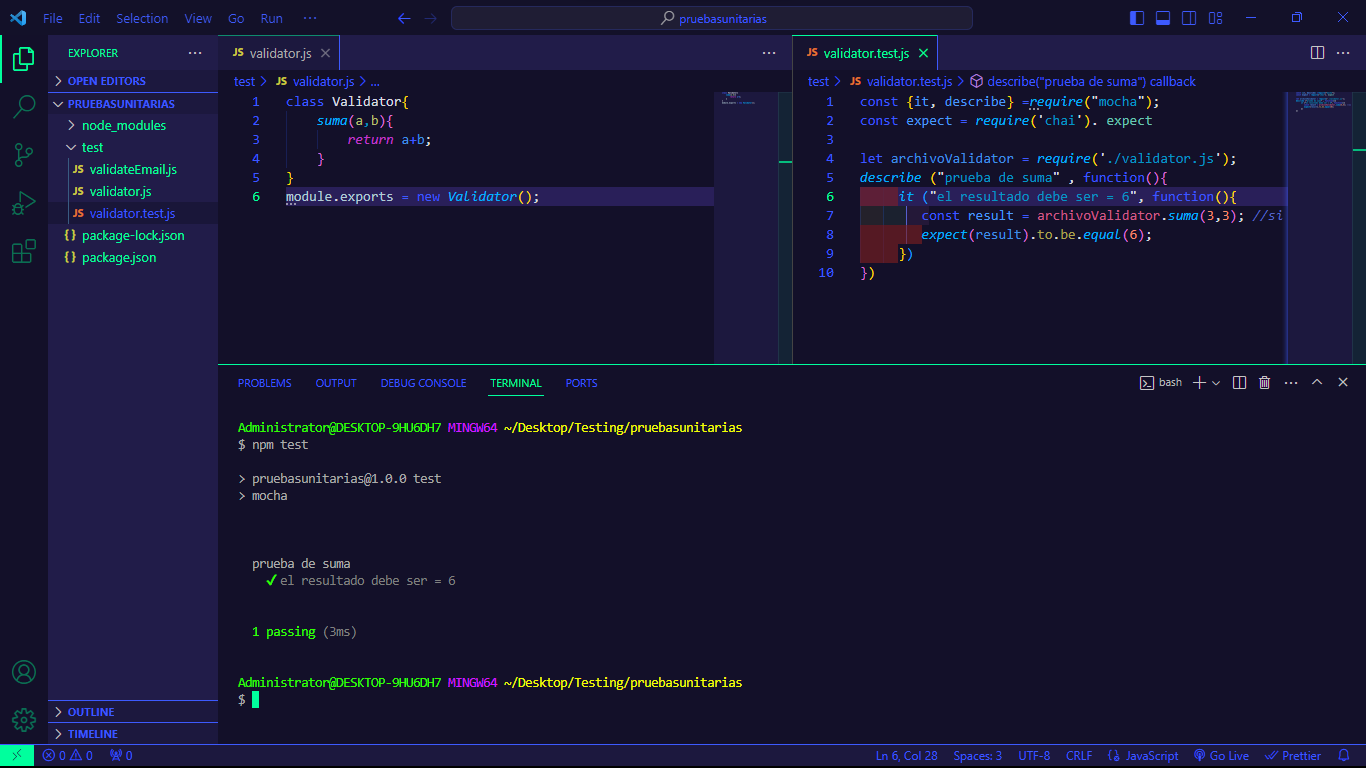 File Edit Selection View Go Run ··· pruebasunitarias
EXPLORER ···
OPEN EDITORS
PRUEBASUNITARIAS
node_modules
test
JS validateEmail.js
JS validator.js
JS validator.test.js
{} package-lock.json
{} package.json
OUTLINE
TIMELINE
JS validator.js ···
test > JS validator.js > ...
1 class Validator{
2 suma(a,b){
3 return a+b;
4 }
5 }
6 module.exports = new Validator();
JS validator.test.js ···
test > JS validator.test.js > describe("prueba de suma") callback
1 const {it, describe} =require("mocha");
2 const expect = require('chai'). expect
3
4 let archivoValidator = require('./validator.js');
5 describe ("prueba de suma" , function(){
6 it ("el resultado debe ser = 6", function(){
7 const result = archivoValidator.suma(3,3); //si
8 expect(result).to.be.equal(6);
9 })
10 })
PROBLEMS OUTPUT DEBUG CONSOLE TERMINAL PORTS bash ···
Administrator@DESKTOP-9HU6DH7 MINGW64 ~/Desktop/Testing/pruebasunitarias
$ npm test
> pruebasunitarias@1.0.0 test
> mocha
prueba de suma
✔ el resultado debe ser = 6
1 passing (3ms)
Administrator@DESKTOP-9HU6DH7 MINGW64 ~/Desktop/Testing/pruebasunitarias
$
0 0 0 Ln 6, Col 28 Spaces: 3 UTF-8 CRLF {} JavaScript Go Live Prettier